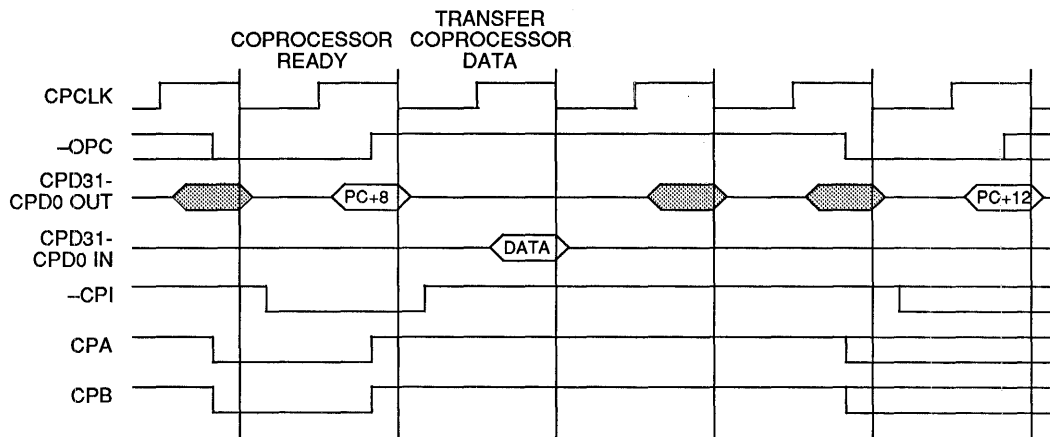 TRANSFER
COPROCESSOR COPROCESSOR
READY DATA
CPCLK
–OPC
CPD31-
CPD0 OUT
PC+8
PC+12
CPD31-
CPD0 IN
DATA
–CPI
CPA
CPB